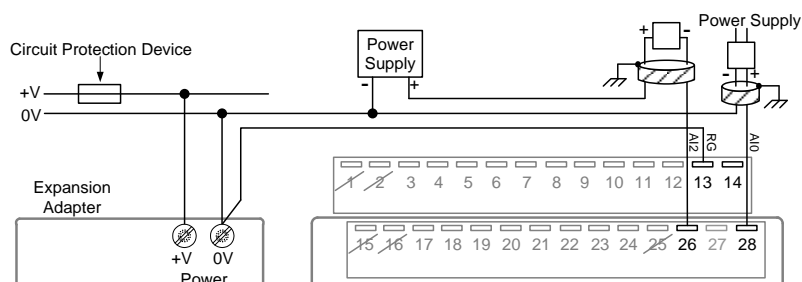 Power Supply
+ -
Circuit Protection Device
Power
Supply
- +
- +
+V
0V
AI2 RG AI0
1 2 3 4 5 6 7 8 9 10 11 12 13 14
Expansion
Adapter
15 16 17 18 19 20 21 22 23 24 25 26 27 28
+V 0V
Power